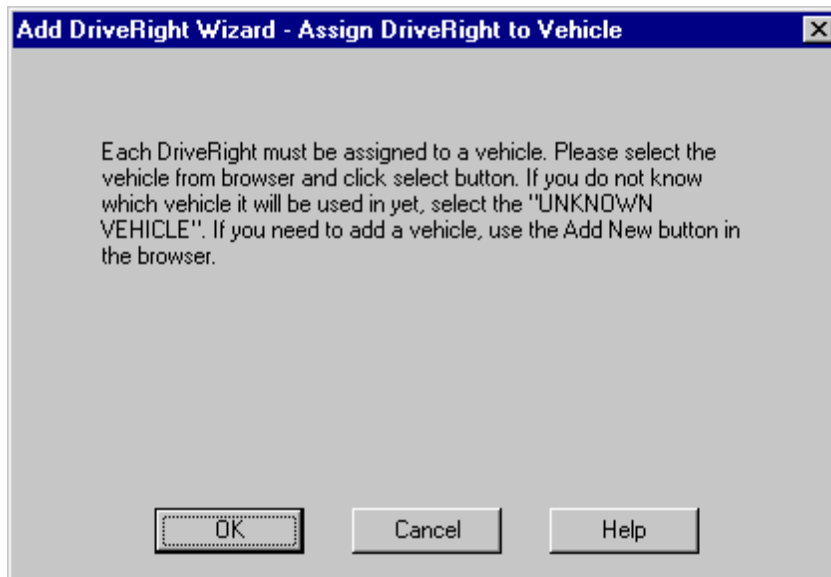 Add DriveRight Wizard - Assign DriveRight to Vehicle
Each DriveRight must be assigned to a vehicle. Please select the
vehicle from browser and click select button. If you do not know
which vehicle it will be used in yet, select the "UNKNOWN
VEHICLE". If you need to add a vehicle, use the Add New button in
the browser.
OK Cancel Help